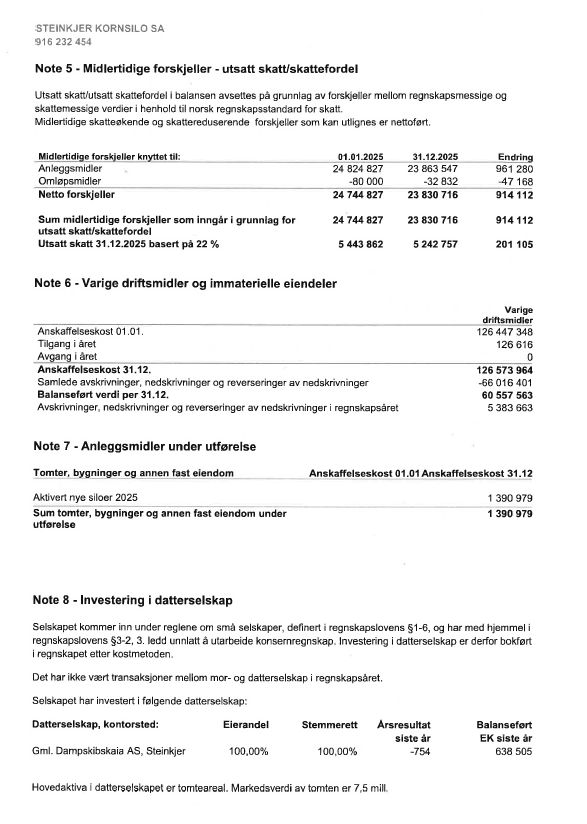 STEINKJER KORNSILO SA
916 232 454
Note 5 - Midlertidige forskjeller - utsatt skatt/skattefordel
Utsatt skatt/utsatt skattefordel i balansen avsettes på grunnlag av forskjeller mellom regnskapsmessige og
skattemessige verdier i henhold til norsk regnskapsstandard for skatt.
Midlertidige skatteøkende og skattereduserende forskjeller som kan utlignes er nettoført.
Midlertidige forskjeller knyttet til: 01.01.2025 31.12.2025 Endring
Anleggsmidler 24 824 827 23 863 547 961 280
Omløpsmidler -80 000 -32 832 -47 168
Netto forskjeller 24 744 827 23 830 716 914 112
Sum midlertidige forskjeller som inngår i grunnlag for 24 744 827 23 830 716 914 112
utsatt skatt/skattefordel
Utsatt skatt 31.12.2025 basert på 22 % 5 443 862 5 242 757 201 105
Note 6 - Varige driftsmidler og immaterielle eiendeler
Varige
driftsmidler
Anskaffelseskost 01.01. 126 447 348
Tilgang i året 126 616
Avgang i året 0
Anskaffelseskost 31.12. 126 573 964
Samlede avskrivninger, nedskrivninger og reverseringer av nedskrivninger -66 016 401
Balanseført verdi per 31.12. 60 557 563
Avskrivninger, nedskrivninger og reverseringer av nedskrivninger i regnskapsåret 5 383 663
Note 7 - Anleggsmidler under utførelse
Tomter, bygninger og annen fast eiendom Anskaffelseskost 01.01 Anskaffelseskost 31.12
Aktivert nye siloer 2025 1 390 979
Sum tomter, bygninger og annen fast eiendom under 1 390 979
utførelse
Note 8 - Investering i datterselskap
Selskapet kommer inn under reglene om små selskaper, definert i regnskapslovens §1-6, og har med hjemmel i
regnskapslovens §3-2, 3. ledd unnlatt å utarbeide konsernregnskap. Investering i datterselskap er derfor bokført
i regnskapet etter kostmetoden.
Det har ikke vært transaksjoner mellom mor- og datterselskap i regnskapsåret.
Selskapet har investert i følgende datterselskap:
Datterselskap, kontorsted: Eierandel Stemmerett Årsresultat Balanseført
siste år EK siste år
Gml. Dampskibskaia AS, Steinkjer 100,00% 100,00% -754 638 505
Hovedaktiva i datterselskapet er tomteareal. Markedsverdi av tomten er 7,5 mill.